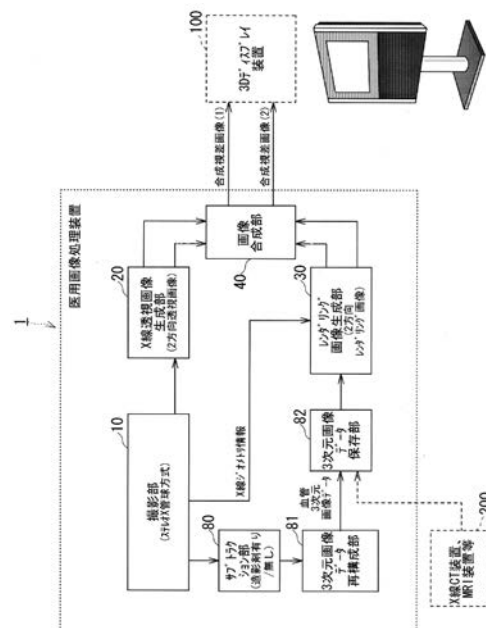 1
医用画像処理装置
10
撮影部
(ステレオX管球方式)
20
X線透視画像
生成部
(2方向透視画像)
画像
合成部
40
合成視差画像(1)
合成視差画像(2)
100
3Dディスプレイ
装置
X線ジオメトリ情報
80
サブトラク
ション部
(造影剤有り
/無し)
81
3次元画像
データ
再構成部
血管
3次元
画像データ
82
3次元画像
データ
保存部
30
レンダリング
画像生成部
(2方向
レンダリング画像)
X線CT装置、
MRI装置等
200